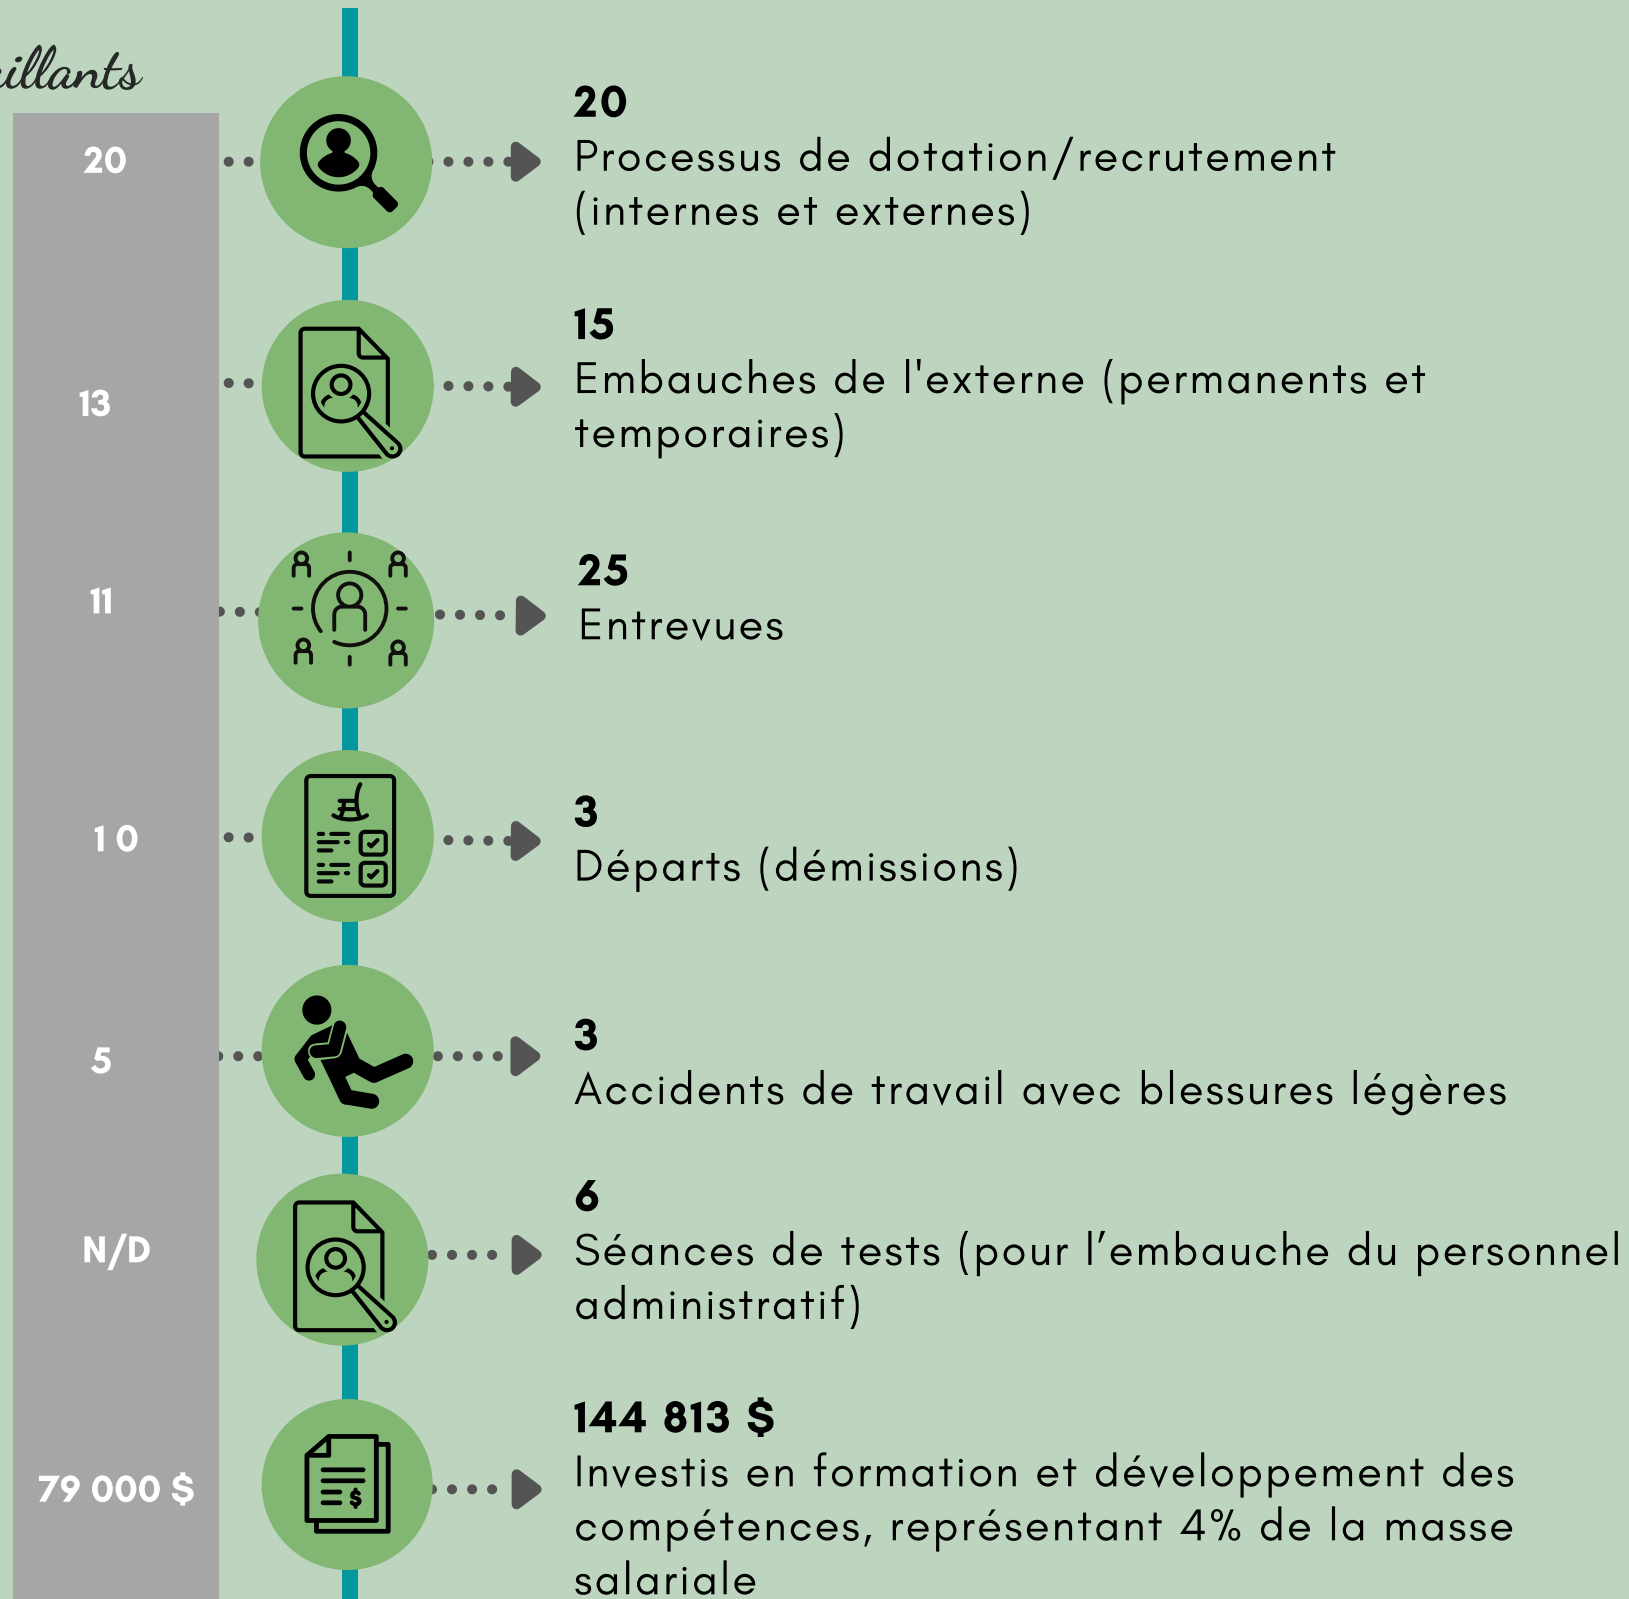 20
20
Processus de dotation/recrutement
(internes et externes)
13
15
Embauches de l'externe (permanents et
temporaires)
11
25
Entrevues
10
3
Départs (démissions)
5
3
Accidents de travail avec blessures légères
N/D
6
Séances de tests (pour l’embauche du personnel
administratif)
79 000 $
144 813 $
Investis en formation et développement des
compétences, représentant 4% de la masse
salariale